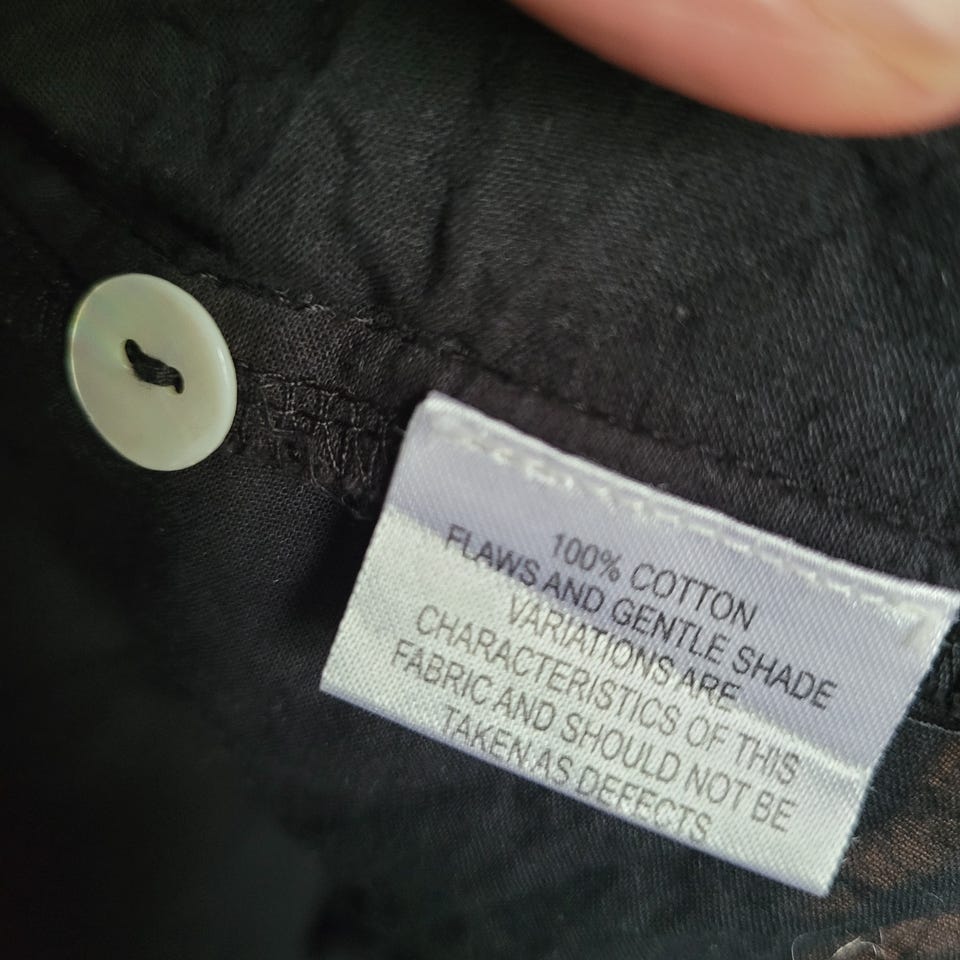 100% COTTON
FLAWS AND GENTLE SHADE
VARIATIONS ARE
CHARACTERISTICS OF THIS
FABRIC AND SHOULD NOT BE
TAKEN AS DEFECTS